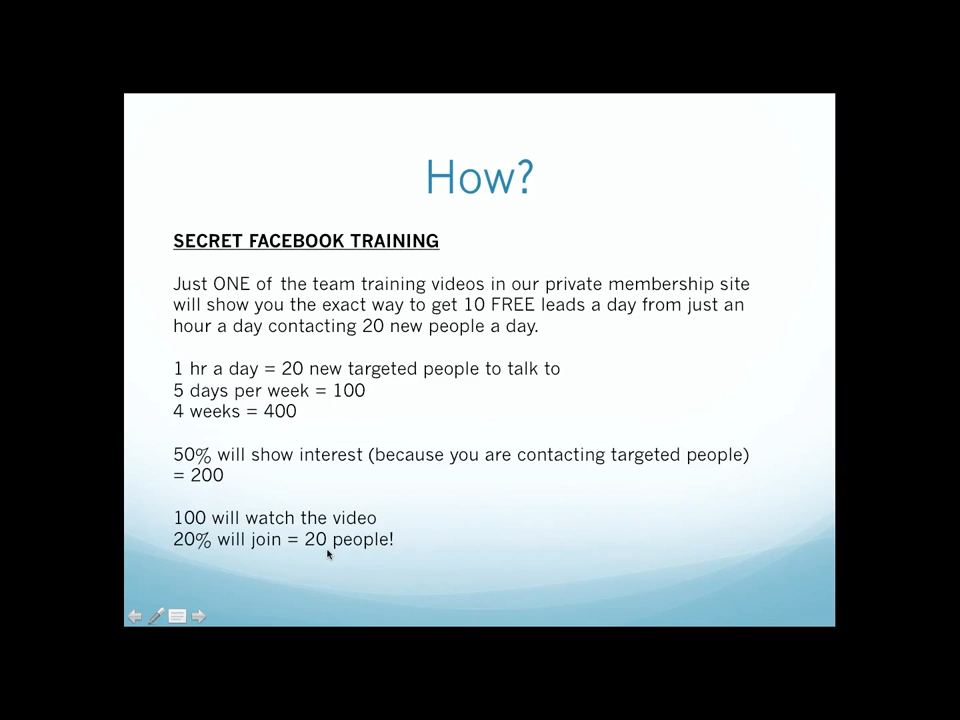 How?
SECRET FACEBOOK TRAINING
Just ONE of the team training videos in our private membership site
will show you the exact way to get 10 FREE leads a day from just an
hour a day contacting 20 new people a day.
1 hr a day = 20 new targeted people to talk to
5 days per week = 100
4 weeks = 400
50% will show interest (because you are contacting targeted people)
= 200
100 will watch the video
20% will join = 20 people!